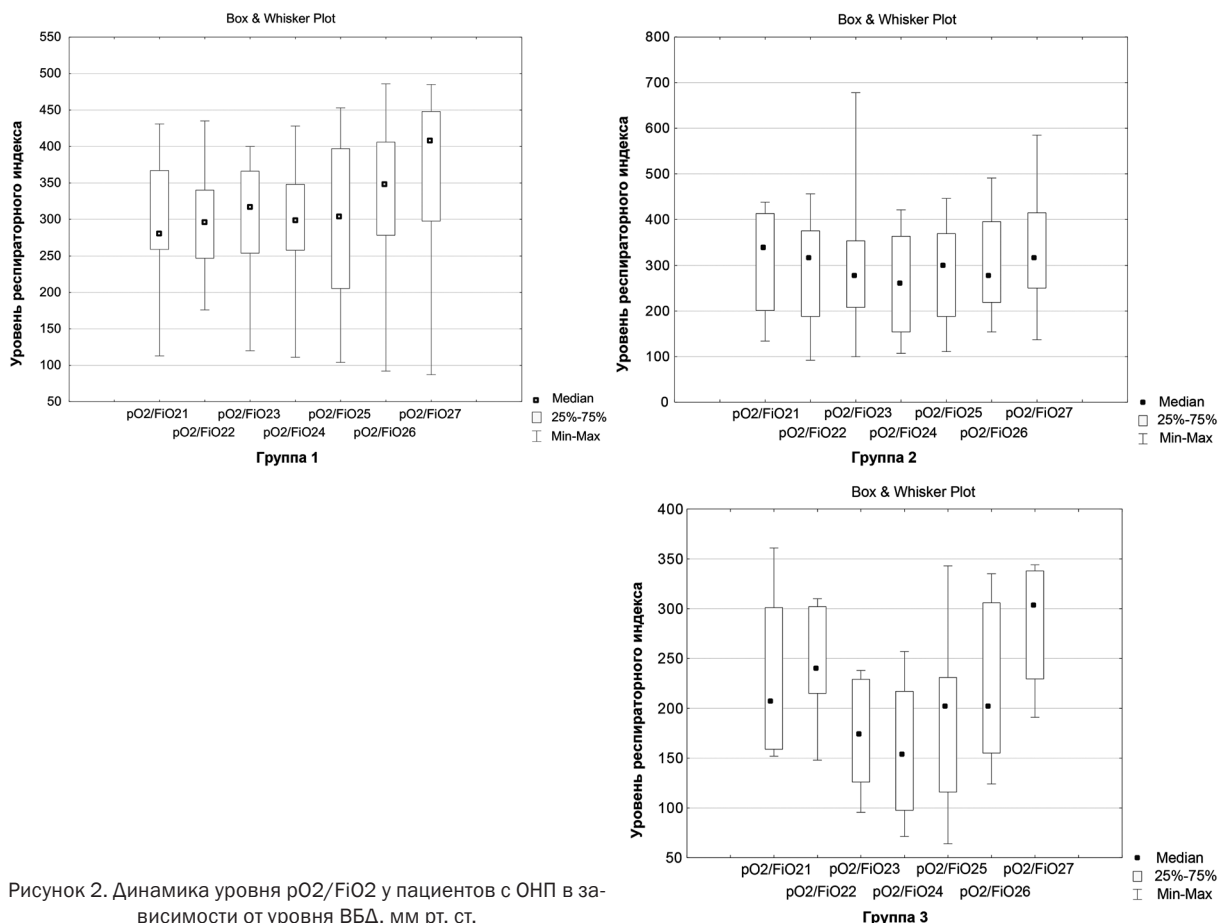 Box & Whisker Plot
550
500
450
400
350
300
250
200
150
100
50
Уровень респираторного индекса
pO2/FiO21 pO2/FiO23 pO2/FiO25 pO2/FiO27
pO2/FiO22 pO2/FiO24 pO2/FiO26
Группа 1
Median
25%-75%
Min-Max
Box & Whisker Plot
800
700
600
500
400
300
200
100
0
Уровень респираторного индекса
pO2/FiO21 pO2/FiO23 pO2/FiO25 pO2/FiO27
pO2/FiO22 pO2/FiO24 pO2/FiO26
Группа 2
Median
25%-75%
Min-Max
Box & Whisker Plot
400
350
300
250
200
150
100
50
Уровень респираторного индекса
pO2/FiO21 pO2/FiO23 pO2/FiO25 pO2/FiO27
pO2/FiO22 pO2/FiO24 pO2/FiO26
Группа 3
Median
25%-75%
Min-Max
Рисунок 2. Динамика уровня pO2/FiO2 у пациентов с ОНП в за-
висимости от уровня ВБД, мм рт. ст.